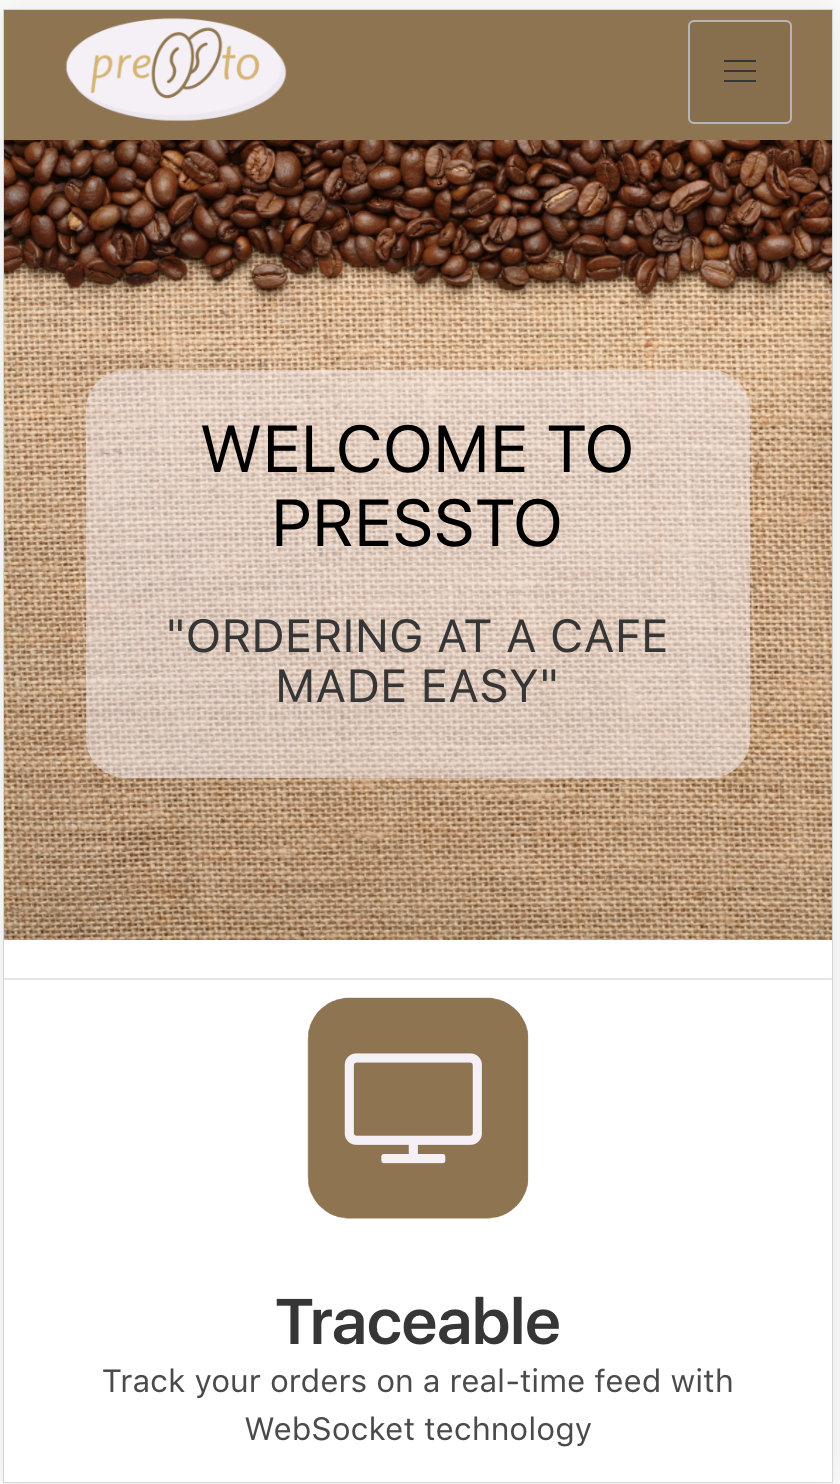 pressto
WELCOME TO
PRESSTO
"ORDERING AT A CAFE
MADE EASY"
Traceable
Track your orders on a real-time feed with
WebSocket technology